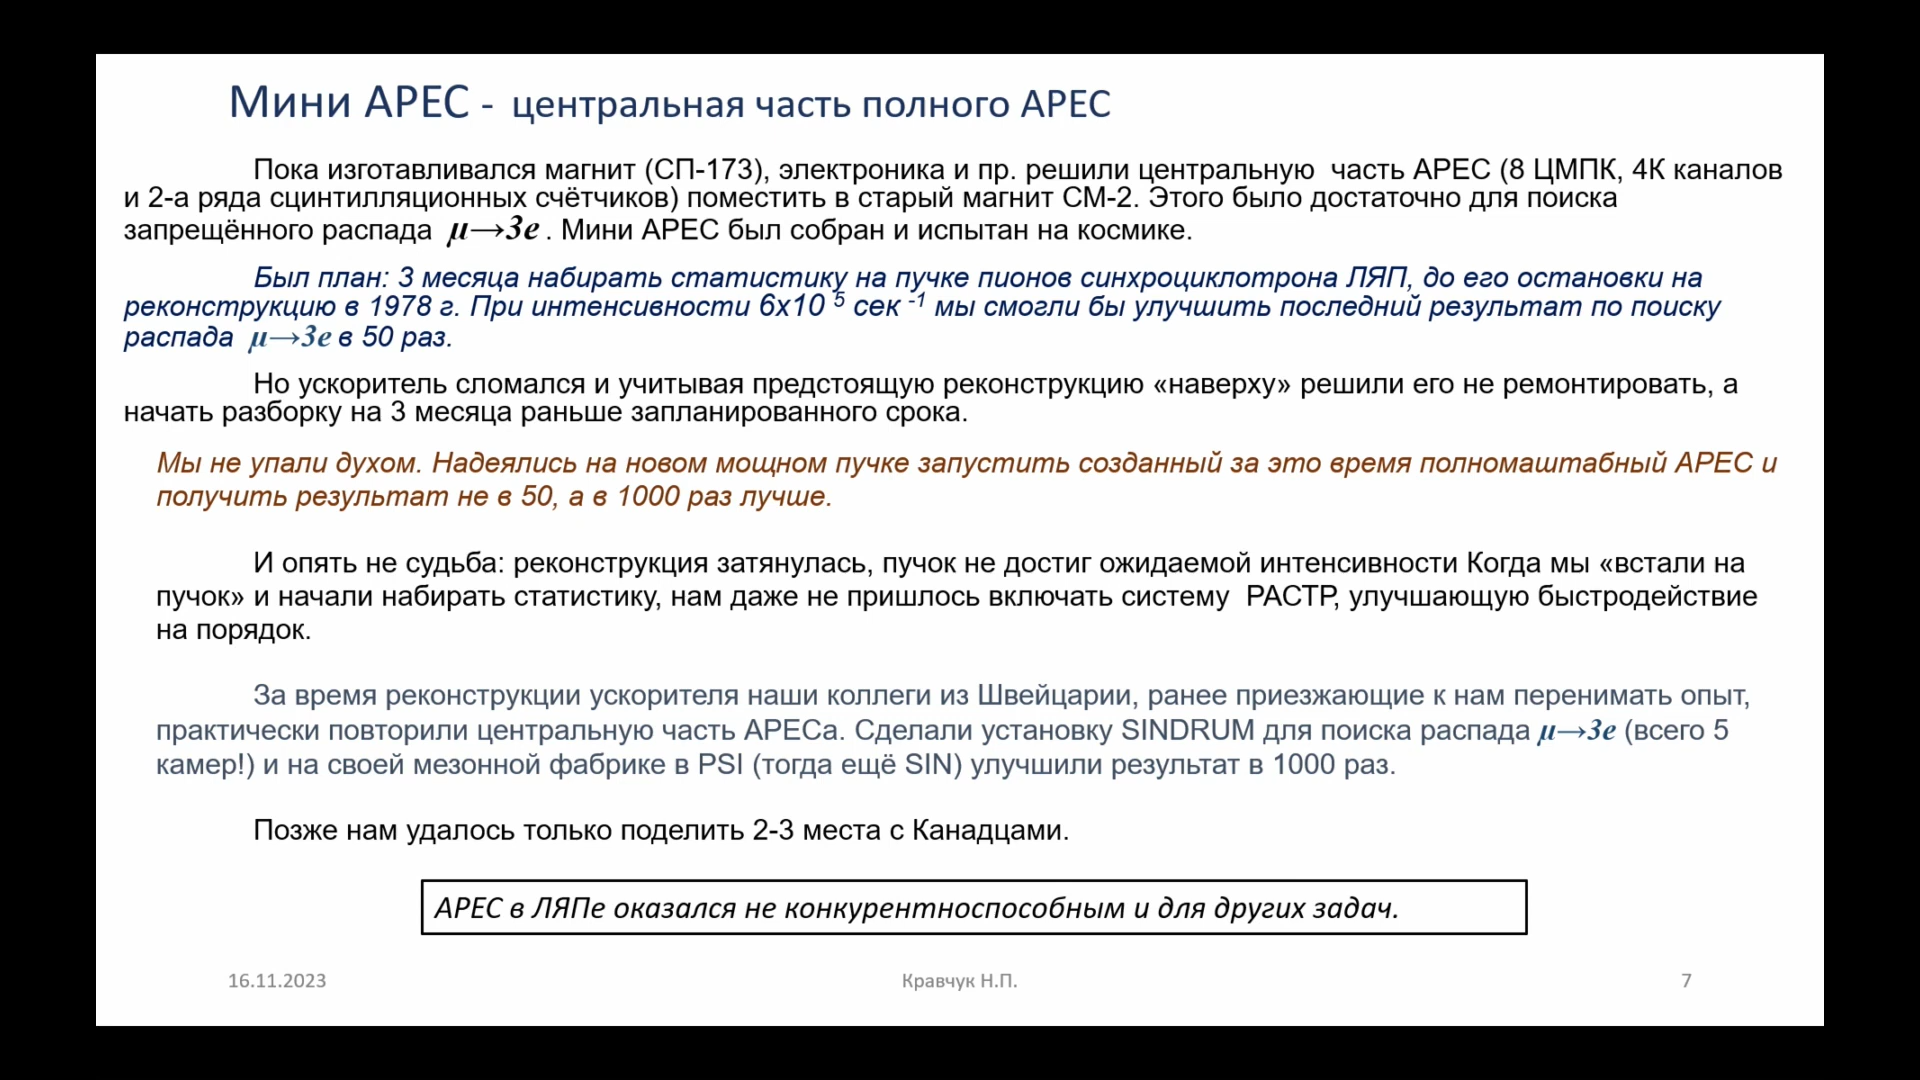 Мини АРЕС - центральная часть полного АРЕС
Пока изготавливался магнит (СП-173), электроника и пр. решили центральную часть АРЕС (8 ЦМПК, 4К каналов
и 2-а ряда сцинтилляционных счётчиков) поместить в старый магнит СМ-2. Этого было достаточно для поиска
запрещённого распада μ→3e . Мини АРЕС был собран и испытан на космике.
Был план: 3 месяца набирать статистику на пучке пионов синхроциклотрона ЛЯП, до его остановки на
реконструкцию в 1978 г. При интенсивности 6х10 ⁵ сек ⁻¹ мы смогли бы улучшить последний результат по поиску
распада μ→3e в 50 раз.
Но ускоритель сломался и учитывая предстоящую реконструкцию «наверху» решили его не ремонтировать, а
начать разборку на 3 месяца раньше запланированного срока.
Мы не упали духом. Надеялись на новом мощном пучке запустить созданный за это время полномаштабный АРЕС и
получить результат не в 50, а в 1000 раз лучше.
И опять не судьба: реконструкция затянулась, пучок не достиг ожидаемой интенсивности Когда мы «встали на
пучок» и начали набирать статистику, нам даже не пришлось включать систему РАСТР, улучшающую быстродействие
на порядок.
За время реконструкции ускорителя наши коллеги из Швейцарии, ранее приезжающие к нам перенимать опыт,
практически повторили центральную часть АРЕСа. Сделали установку SINDRUM для поиска распада μ→3e (всего 5
камер!) и на своей мезонной фабрике в PSI (тогда ещё SIN) улучшили результат в 1000 раз.
Позже нам удалось только поделить 2-3 места с Канадцами.
АРЕС в ЛЯПе оказался не конкурентноспособным и для других задач.
16.11.2023 Кравчук Н.П. 7